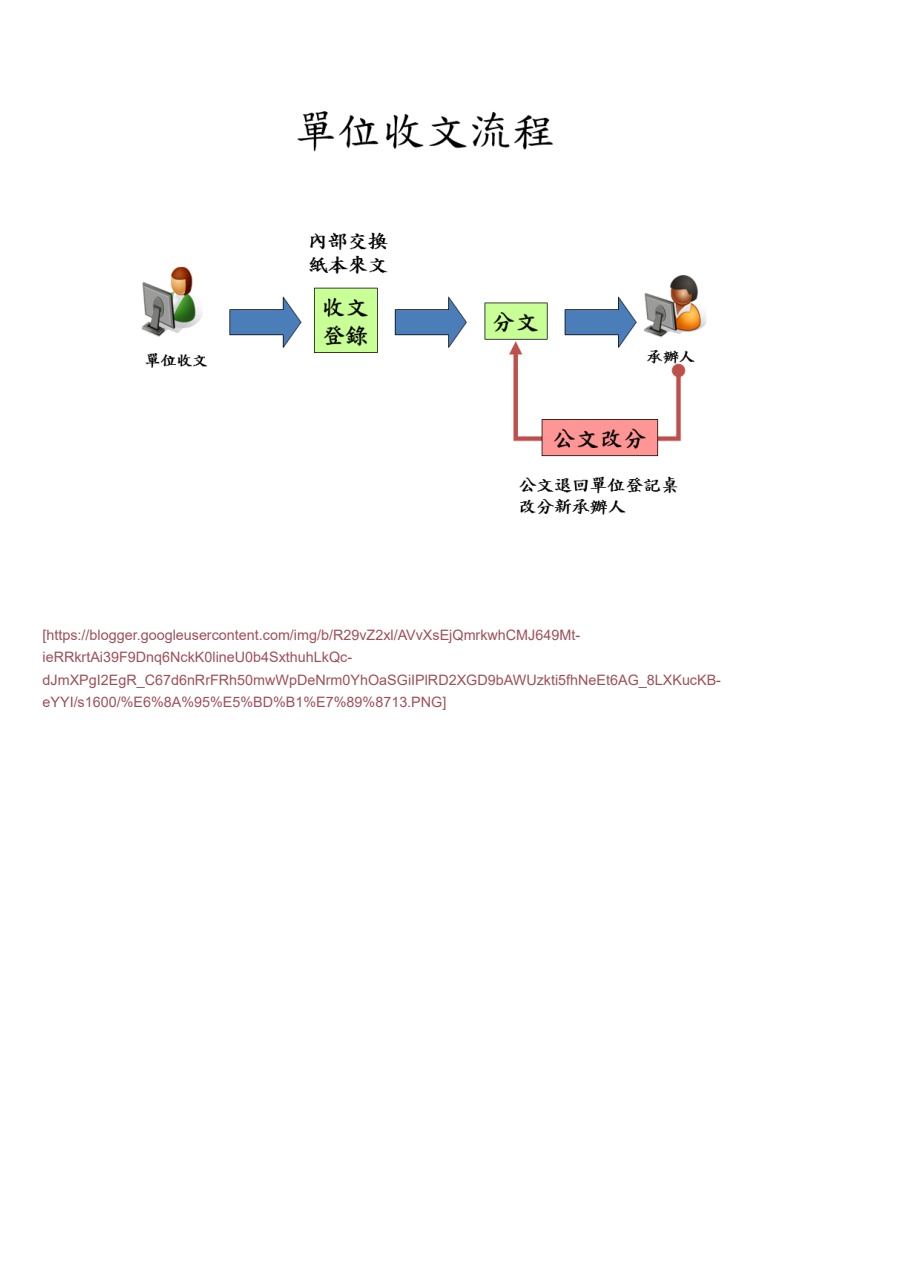 單位收文流程
內部交換
紙本來文
收文
登錄
分文
單位收文
承辦人
公文改分
公文退回單位登記桌
改分新承辦人
[https://blogger.googleusercontent.com/img/b/R29vZ2xl/AVvXsEjQmrkwhCMJ649Mt-
ieRRkrtAi39F9Dnq6NckK0lineU0b4SxthuhLkQc-
dJmXPgI2EgR_C67d6nRrFRh50mwWpDeNrm0YhOaSGiIPlRD2XGD9bAWUzkti5fhNeEt6AG_8LXKucKB-
eYYI/s1600/%E6%8A%95%E5%BD%B1%E7%89%8713.PNG]